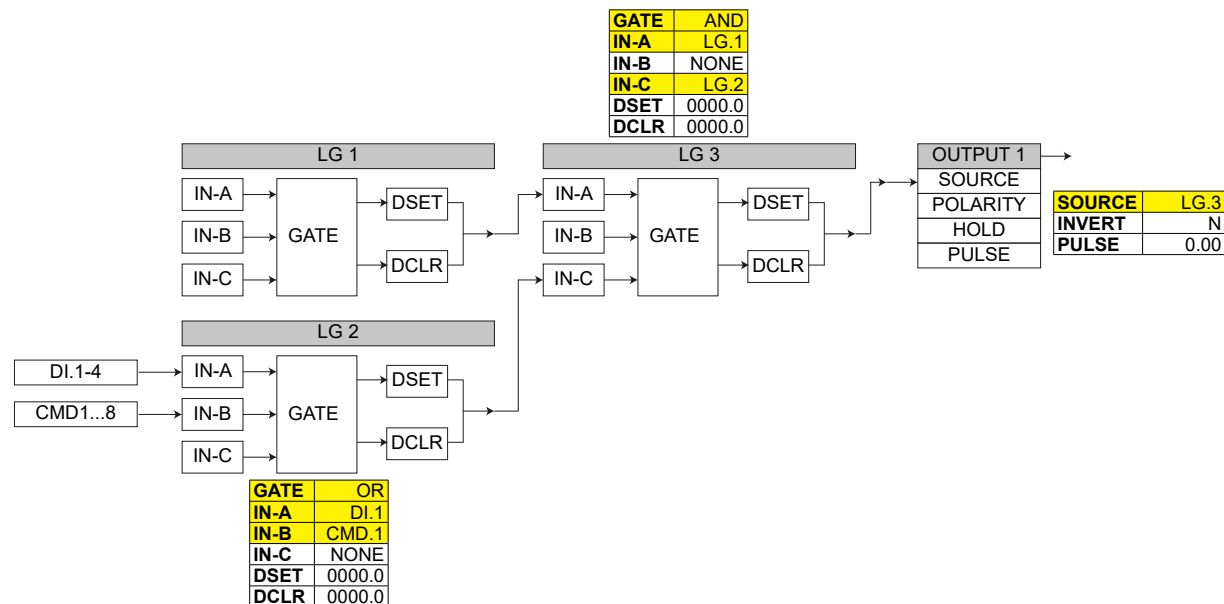 GATE AND
IN-A LG.1
IN-B NONE
IN-C LG.2
DSET 0000.0
DCLR 0000.0
LG 1
IN-A
IN-B
IN-C
GATE
DSET
DCLR
LG 3
IN-A
IN-B
IN-C
GATE
DSET
DCLR
OUTPUT 1
SOURCE
POLARITY
HOLD
PULSE
SOURCE LG.3
INVERT N
PULSE 0.00
LG 2
DI.1-4
CMD1...8
IN-A
IN-B
IN-C
GATE
DSET
DCLR
GATE OR
IN-A DI.1
IN-B CMD.1
IN-C NONE
DSET 0000.0
DCLR 0000.0